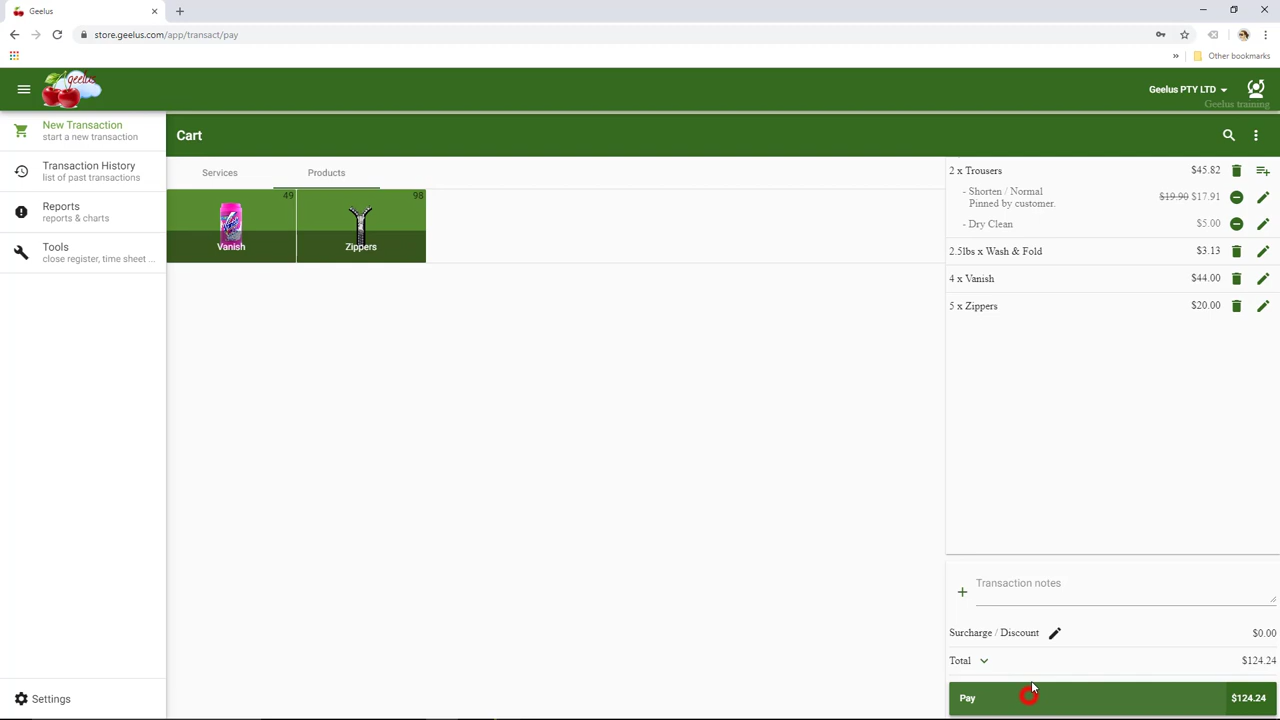 Geelus
store.geelus.com/app/transact/pay
» Other bookmarks
geelus
Geelus PTY LTD
Geelus training
New Transaction
start a new transaction
Transaction History
list of past transactions
Reports
reports & charts
Tools
close register, time sheet ...
Settings
Cart
Services Products
49
Vanish
98
Zippers
2 x Trousers $45.82
- Shorten / Normal $19.90 $17.91
Pinned by customer.
- Dry Clean $5.00
2.5lbs x Wash & Fold $3.13
4 x Vanish $44.00
5 x Zippers $20.00
Transaction notes
Surcharge / Discount $0.00
Total $124.24
Pay $124.24